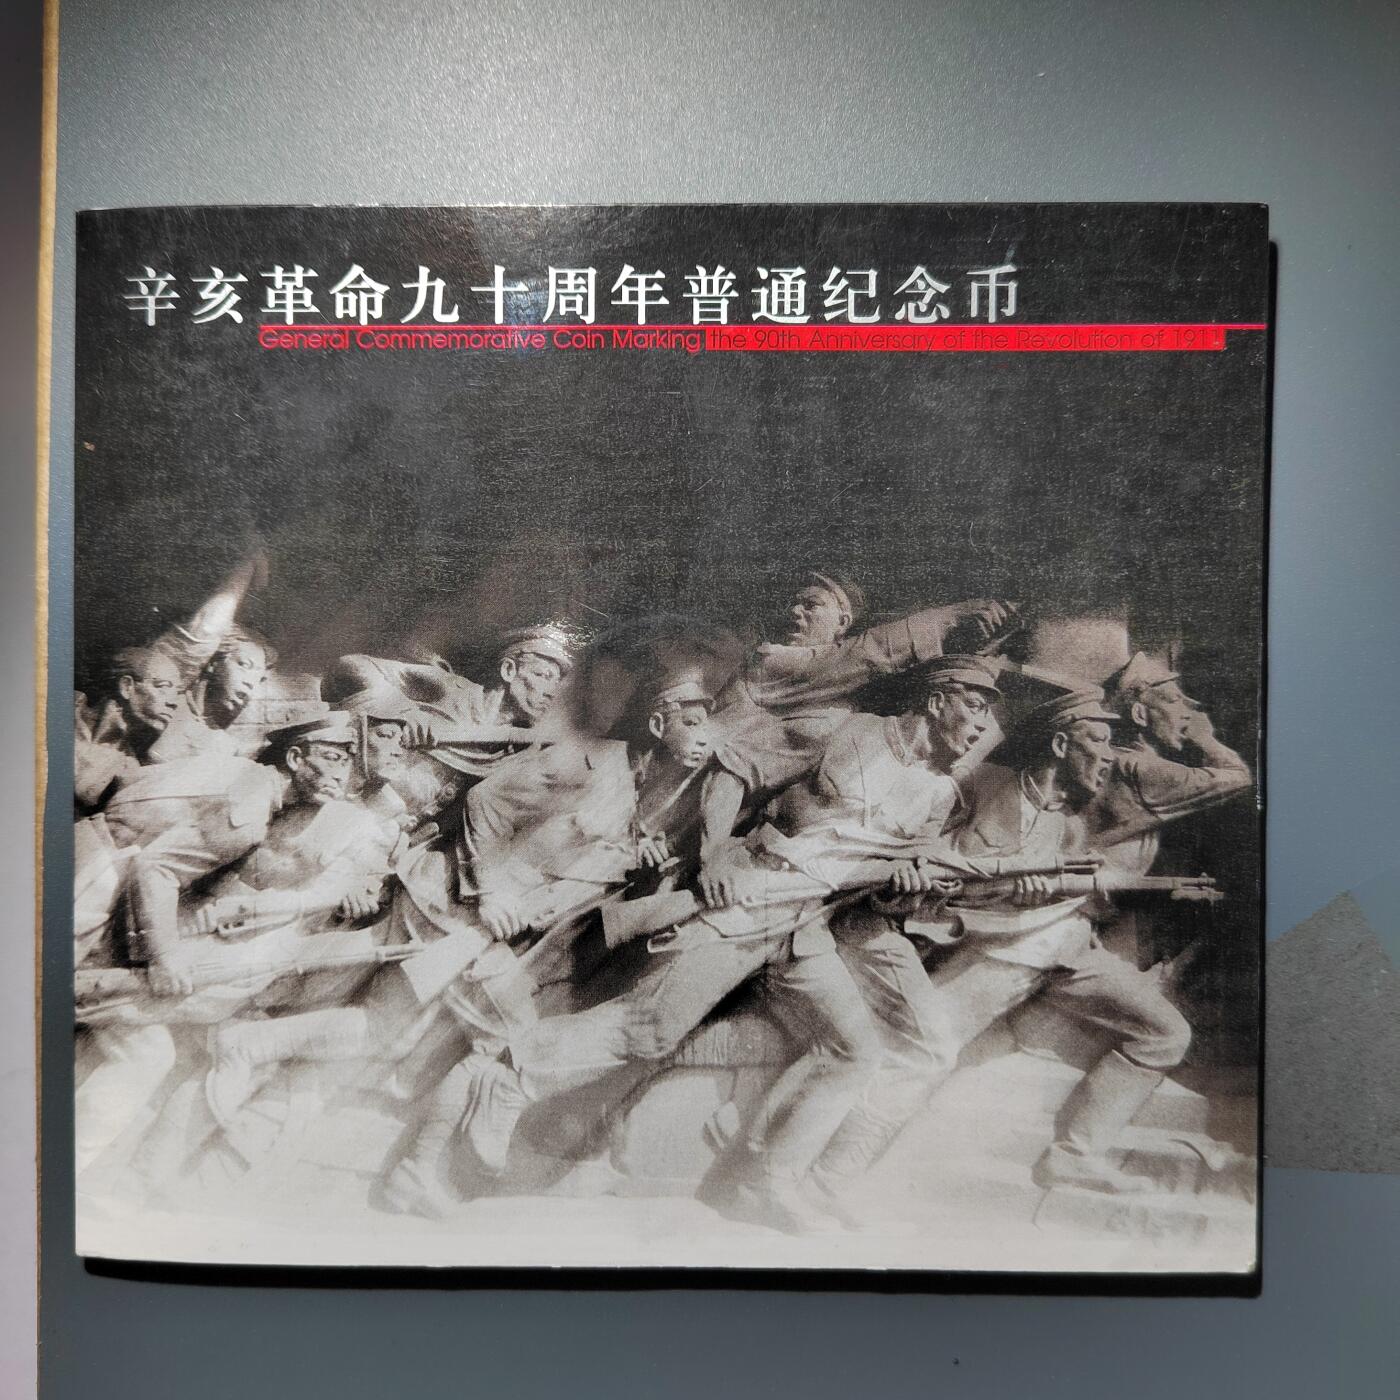 辛亥革命九十周年普通纪念币
General Commemorative Coin Marking the 90th Anniversary of the Revolution of 1911